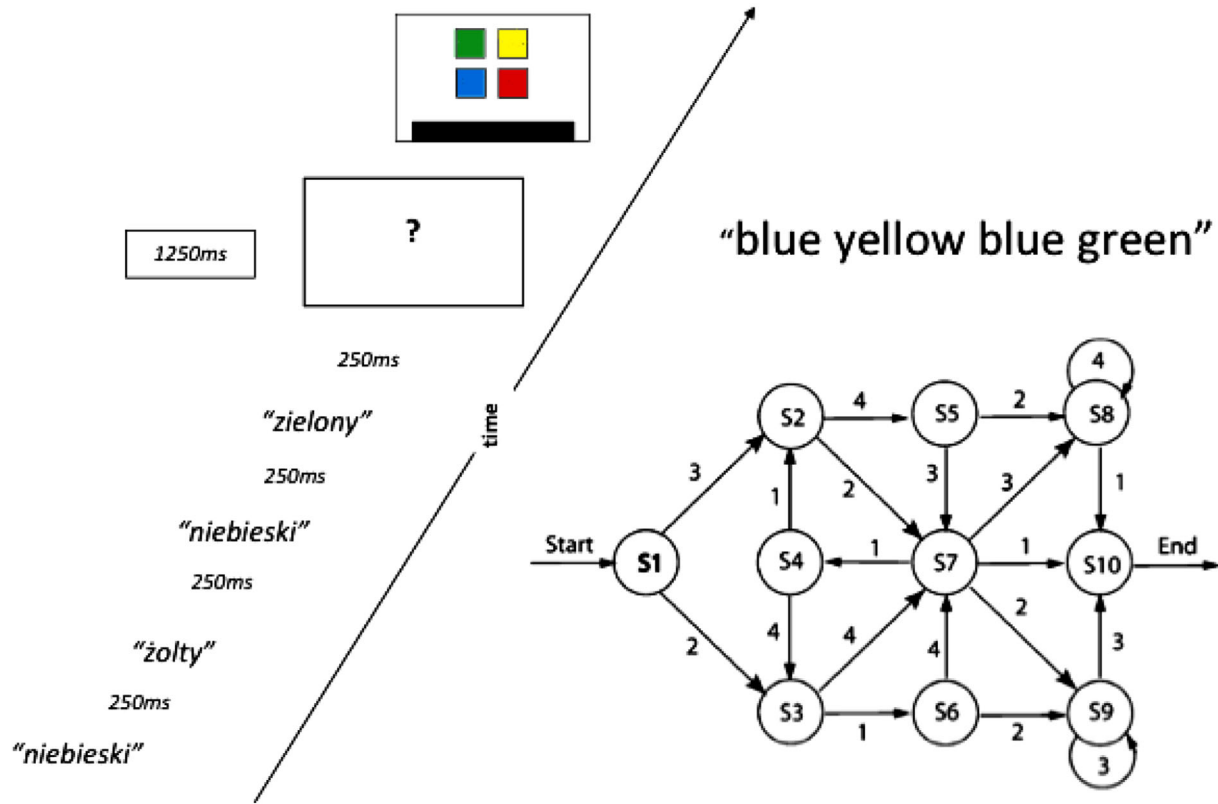 ?
1250ms
250ms
“zielony”
250ms
“niebieski”
250ms
“żolty”
250ms
“niebieski”
time
“blue yellow blue green”
4
S2
4
S5
2
S8
3
1
2
3
3
1
Start
S1
S4
1
S7
1
S10
End
2
4
4
4
2
3
S3
1
S6
2
S9
3